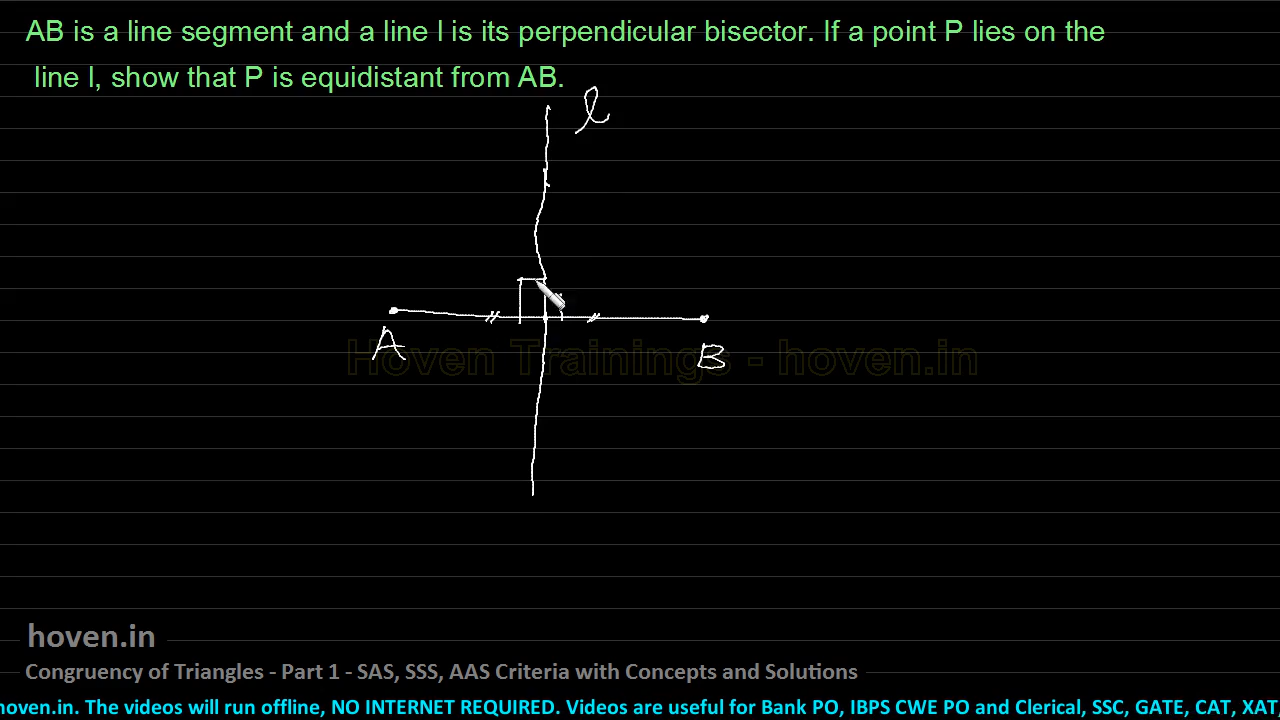 AB is a line segment and a line l is its perpendicular bisector. If a point P lies on the
line l, show that P is equidistant from AB.
l
A
B
Hoven Trainings - hoven.in
hoven.in
Congruency of Triangles - Part 1 - SAS, SSS, AAS Criteria with Concepts and Solutions
hoven.in. The videos will run offline, NO INTERNET REQUIRED. Videos are useful for Bank PO, IBPS CWE PO and Clerical, SSC, GATE, CAT, XAT,